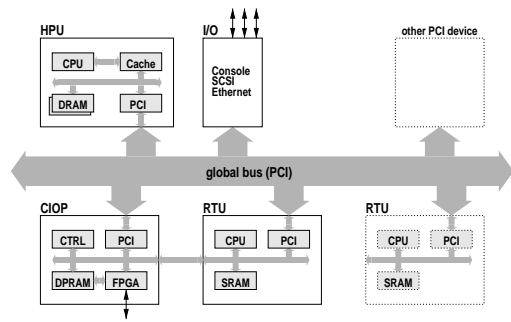 HPU
I/O
other PCI device
CPU
Cache
DRAM
PCI
Console
SCSI
Ethernet
global bus (PCI)
CIOP
RTU
RTU
CTRL
PCI
DPRAM
FPGA
CPU
PCI
SRAM
CPU
PCI
SRAM